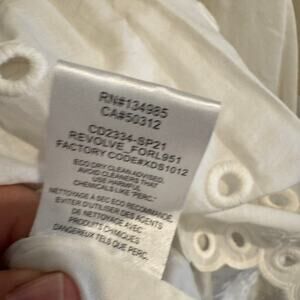 RN#134985
CA#50312
CD2334-SP21
REVOLVE_FORL951
FACTORY CODE#XDS1012
ECO DRY CLEAN ADVISED.
AVOID CLEANERS THAT
USE HARMFUL
CHEMICALS LIKE "PERC."
NETTOYAGE À SEC ECO RECOMMANDE.
EVITER D'UTILISER DES AGENTS
DE NETTOYAGE AVEC
PRODUITS CHIMIQUES
DANGEREUX TELS QUE PERC.